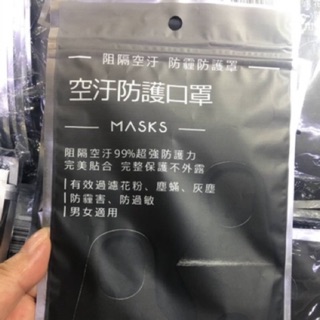 阻隔空汙 防霾防護罩
空汙防護口罩
MASKS
阻隔空汙99%超強防護力
完美貼合 完整保護不外露
有效過濾花粉、塵蟎、灰塵
防霾害、防過敏
男女適用